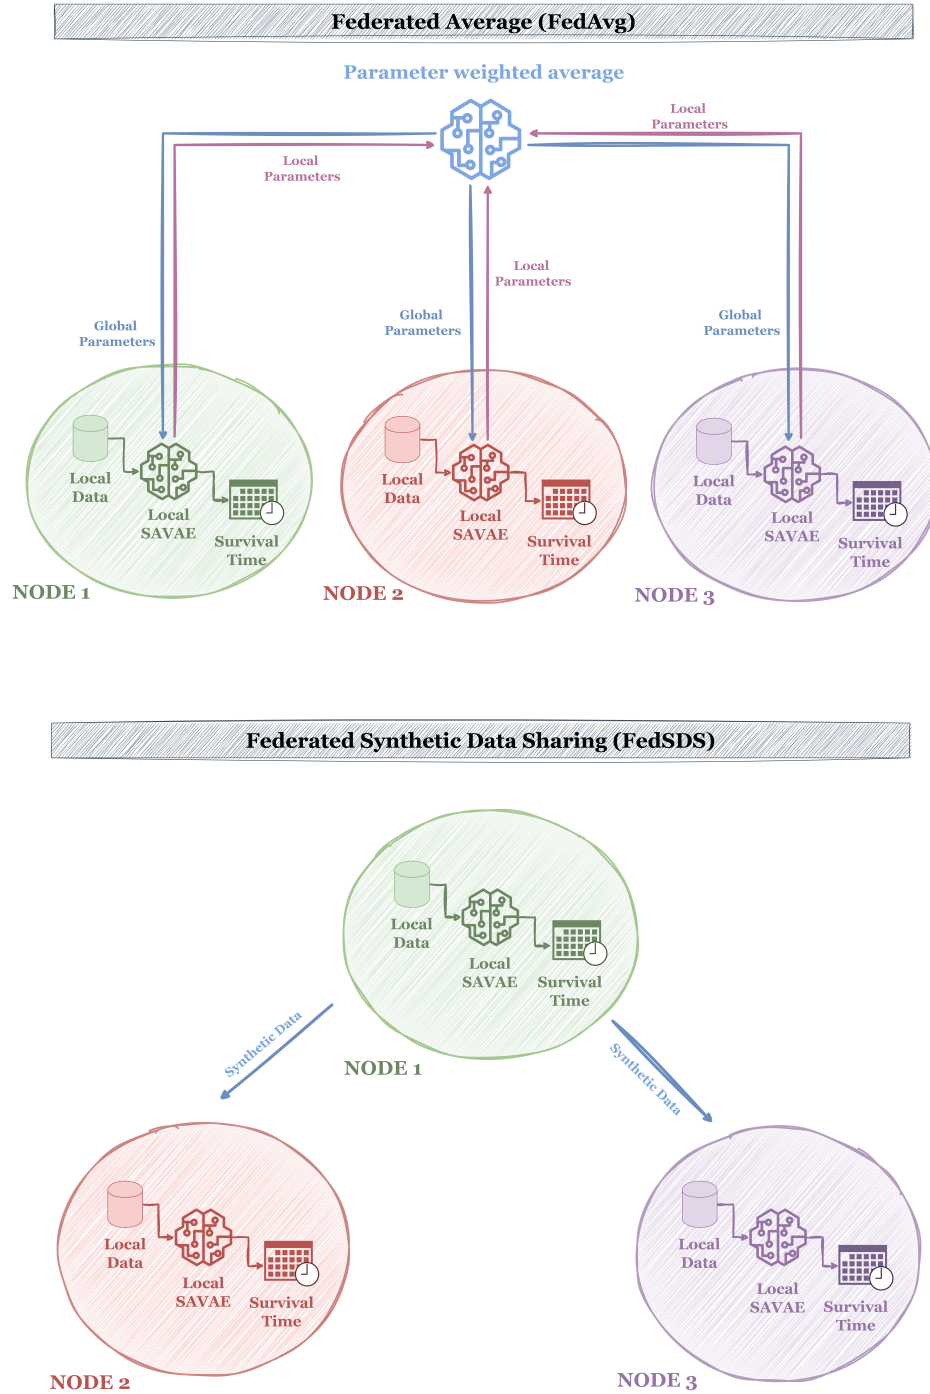 Federated Average (FedAvg)
Parameter weighted average
Local
Parameters
Local
Parameters
Local
Parameters
Global
Parameters
Global
Parameters
Global
Parameters
Local
Data
Local
SAVAE
Survival
Time
NODE 1
Local
Data
Local
SAVAE
Survival
Time
NODE 2
Local
Data
Local
SAVAE
Survival
Time
NODE 3
Federated Synthetic Data Sharing (FedSDS)
Local
Data
Local
SAVAE
Survival
Time
NODE 1
Synthetic Data
Synthetic Data
Local
Data
Local
SAVAE
Survival
Time
NODE 2
Local
Data
Local
SAVAE
Survival
Time
NODE 3